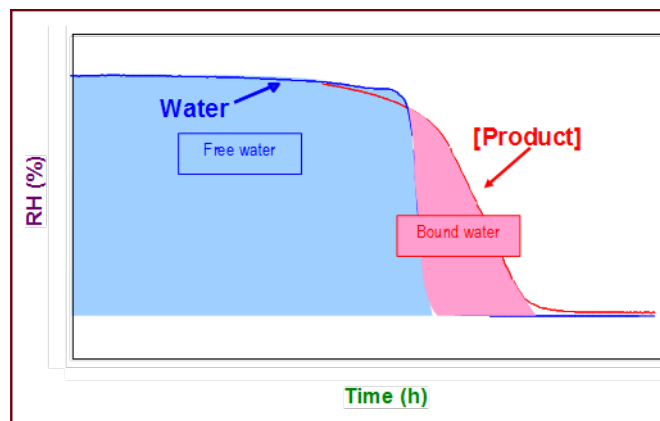 Water
Free water
[Product]
Bound water
RH (%)
Time (h)